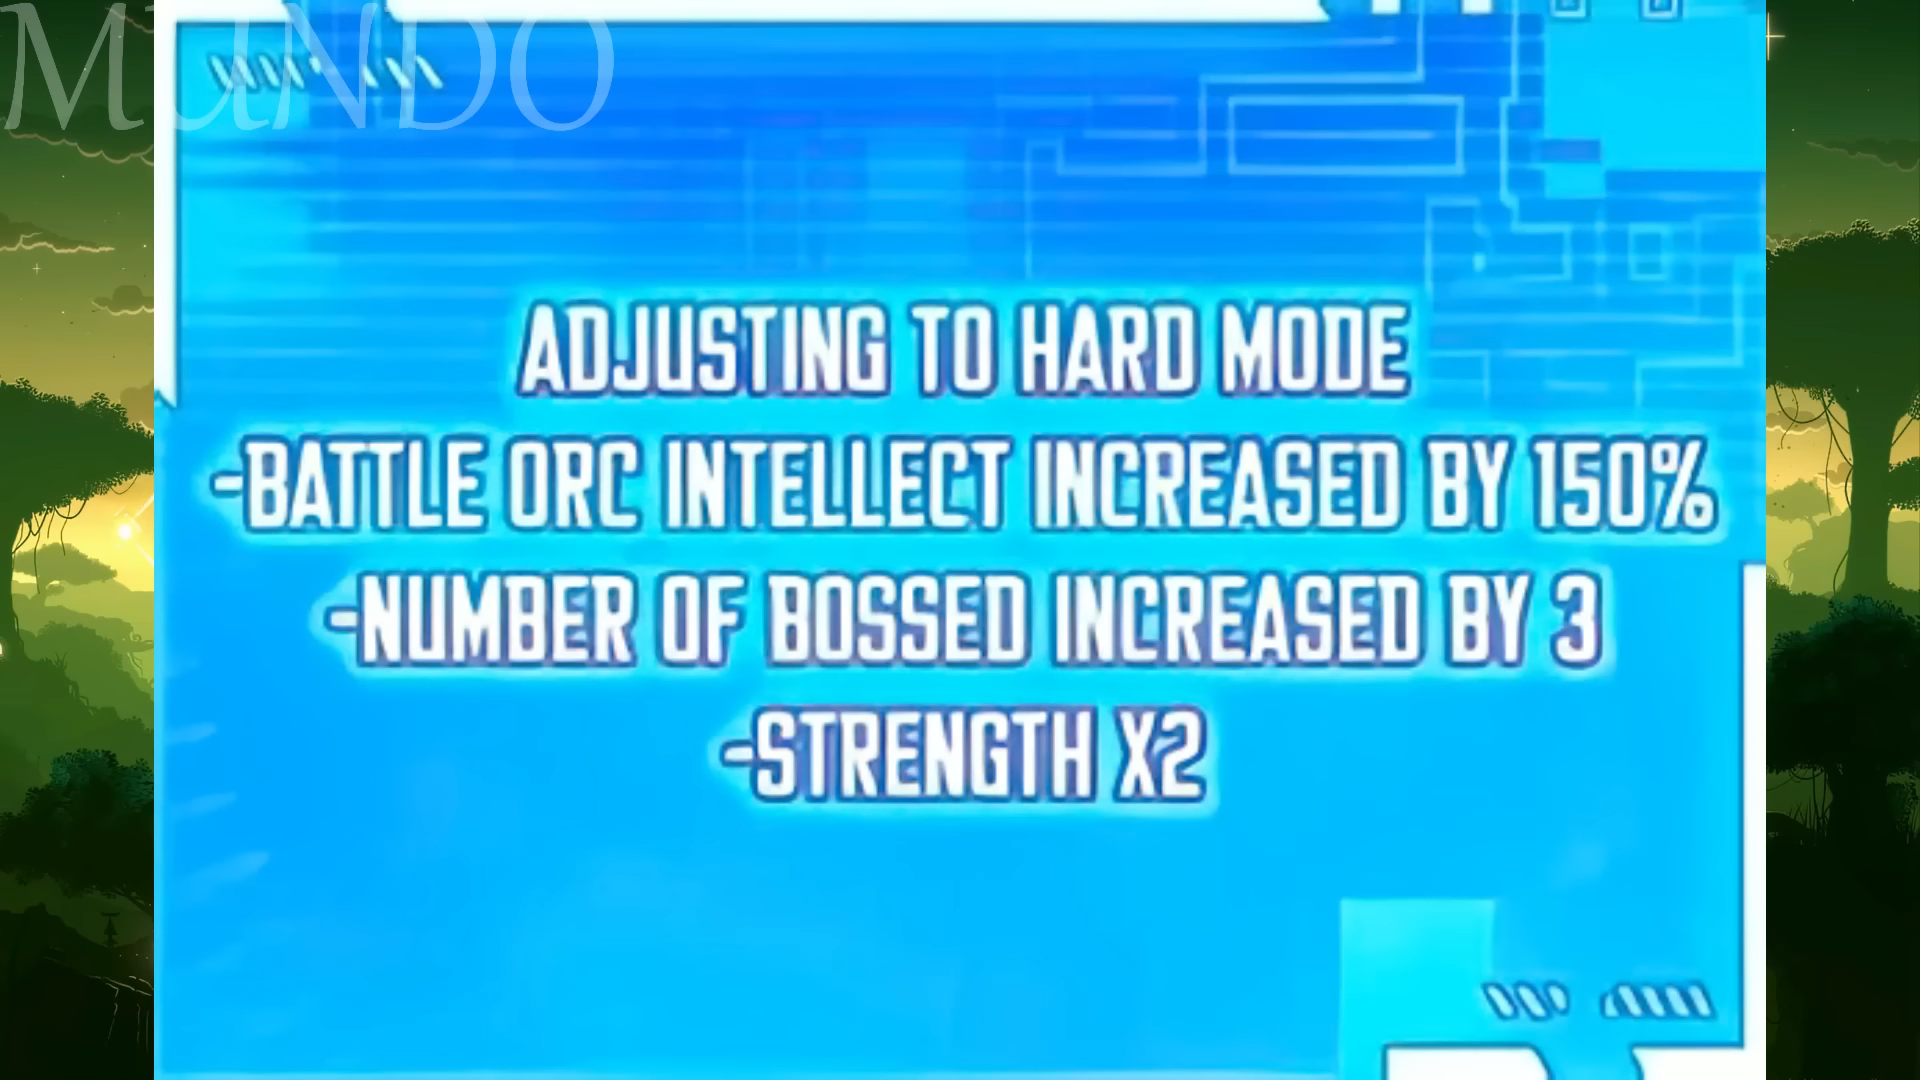 MUNDO
ADJUSTING TO HARD MODE
-BATTLE ORC INTELLECT INCREASED BY 150%
-NUMBER OF BOSSED INCREASED BY 3
-STRENGTH X2